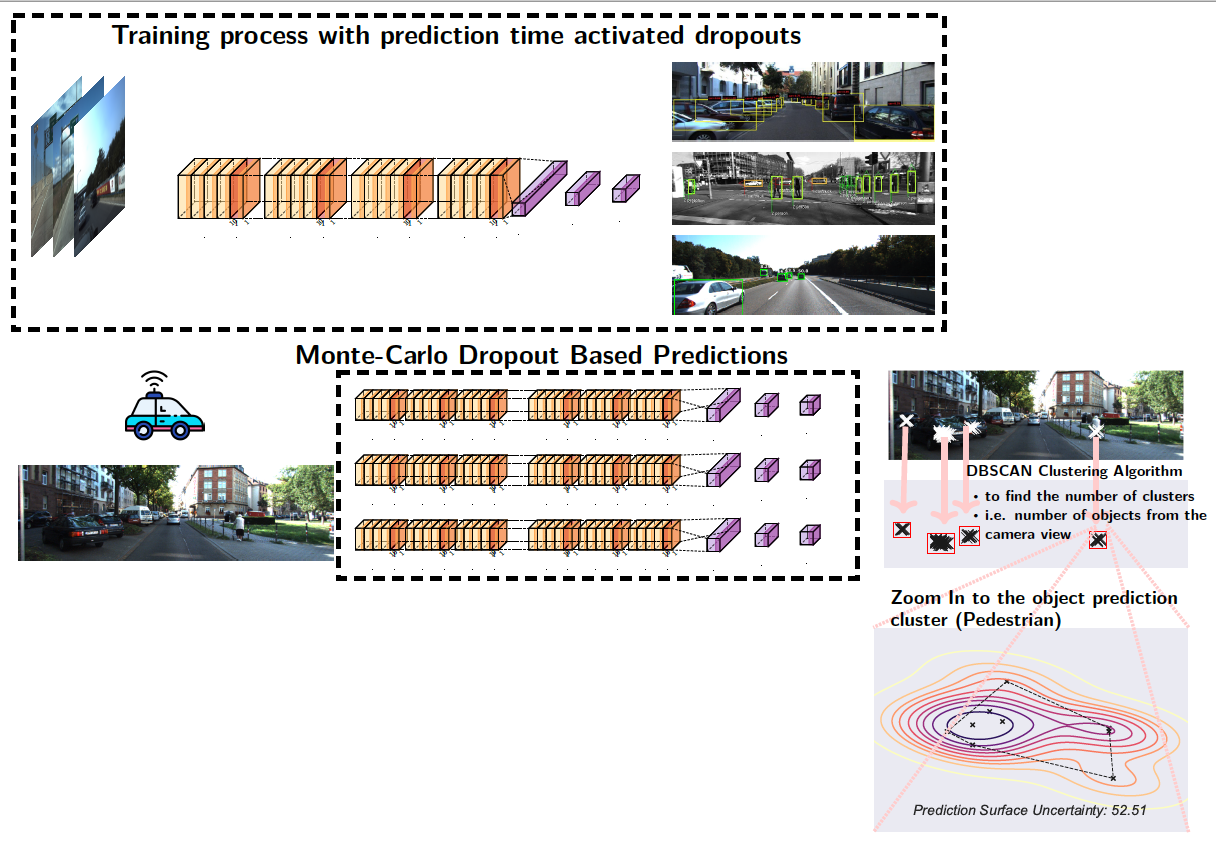 Training process with prediction time activated dropouts
Monte-Carlo Dropout Based Predictions
DBSCAN Clustering Algorithm
• to find the number of clusters
• i.e. number of objects from the
camera view
Zoom In to the object prediction
cluster (Pedestrian)
Prediction Surface Uncertainty: 52.51